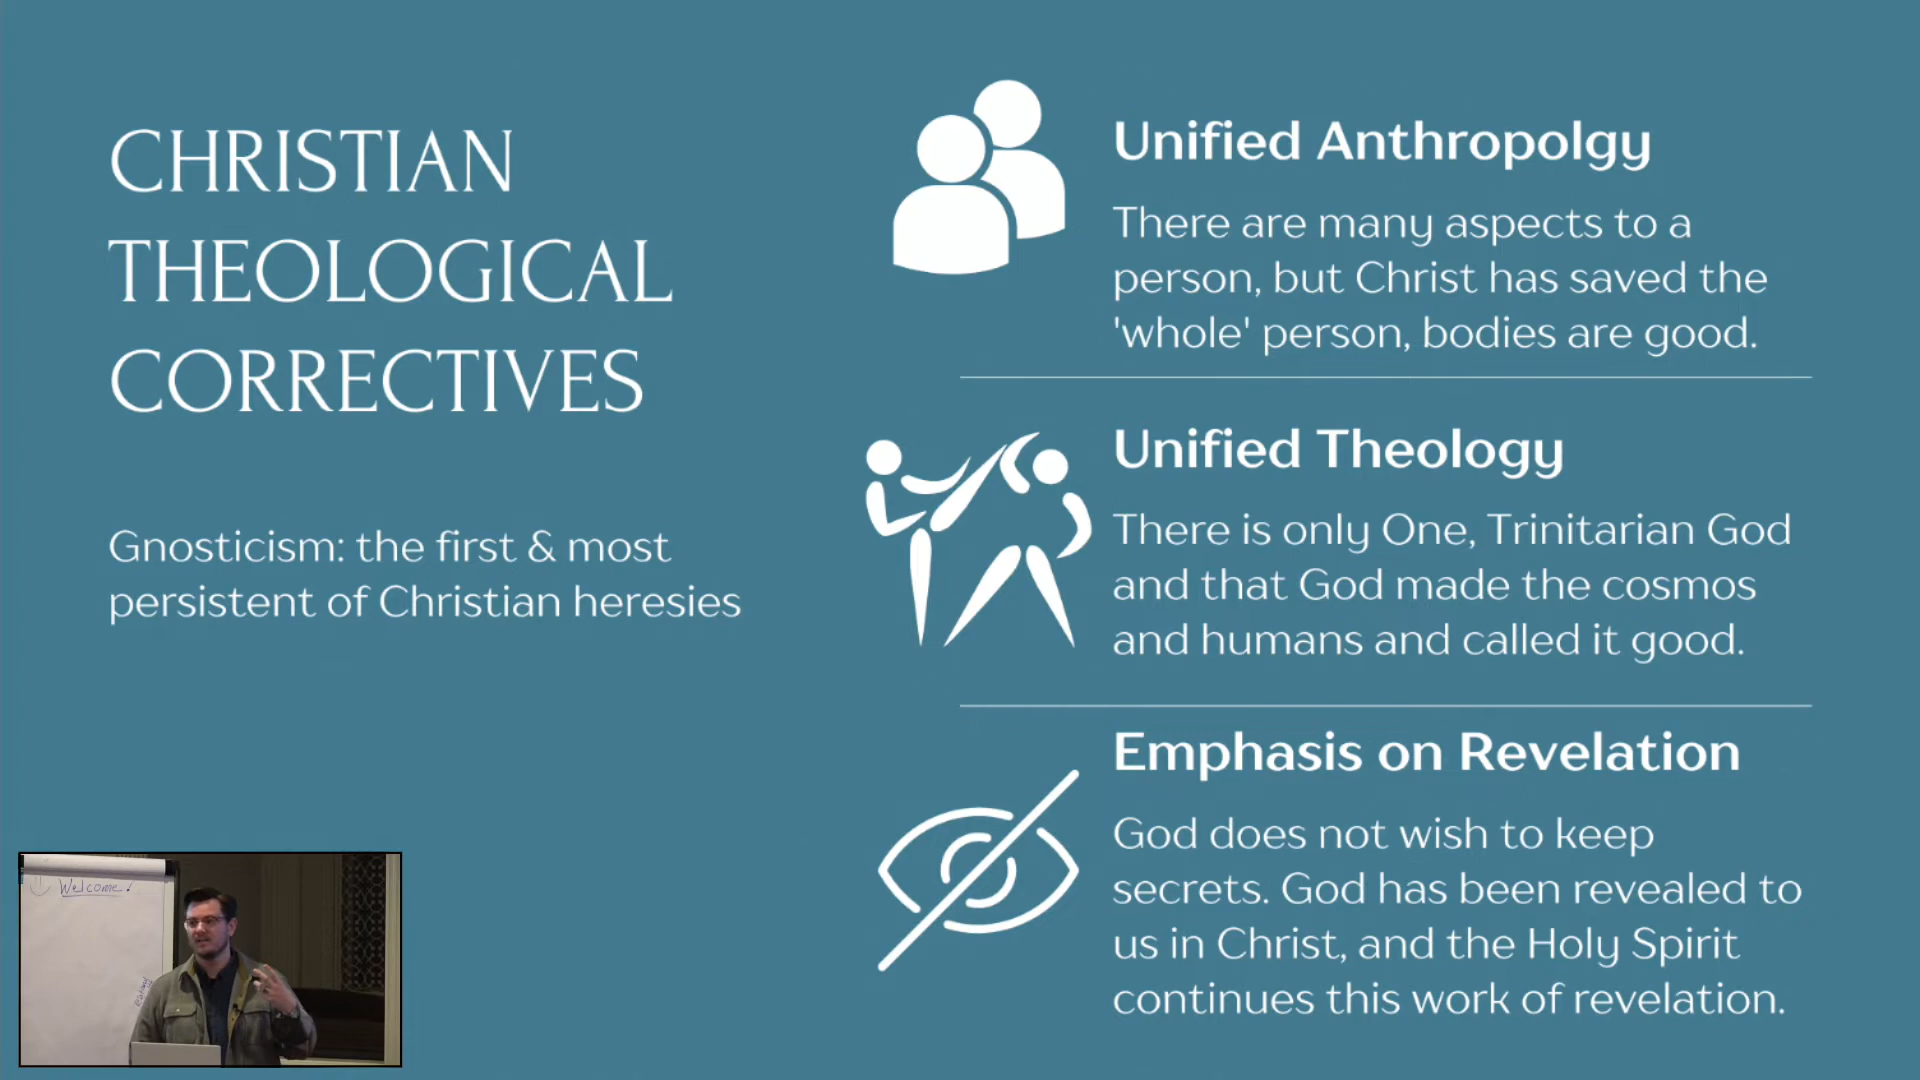 CHRISTIAN
THEOLOGICAL
CORRECTIVES
Gnosticism: the first & most
persistent of Christian heresies
Unified Anthropolgy
There are many aspects to a
person, but Christ has saved the
'whole' person, bodies are good.
Unified Theology
There is only One, Trinitarian God
and that God made the cosmos
and humans and called it good.
Emphasis on Revelation
God does not wish to keep
secrets. God has been revealed to
us in Christ, and the Holy Spirit
continues this work of revelation.
Welcome!